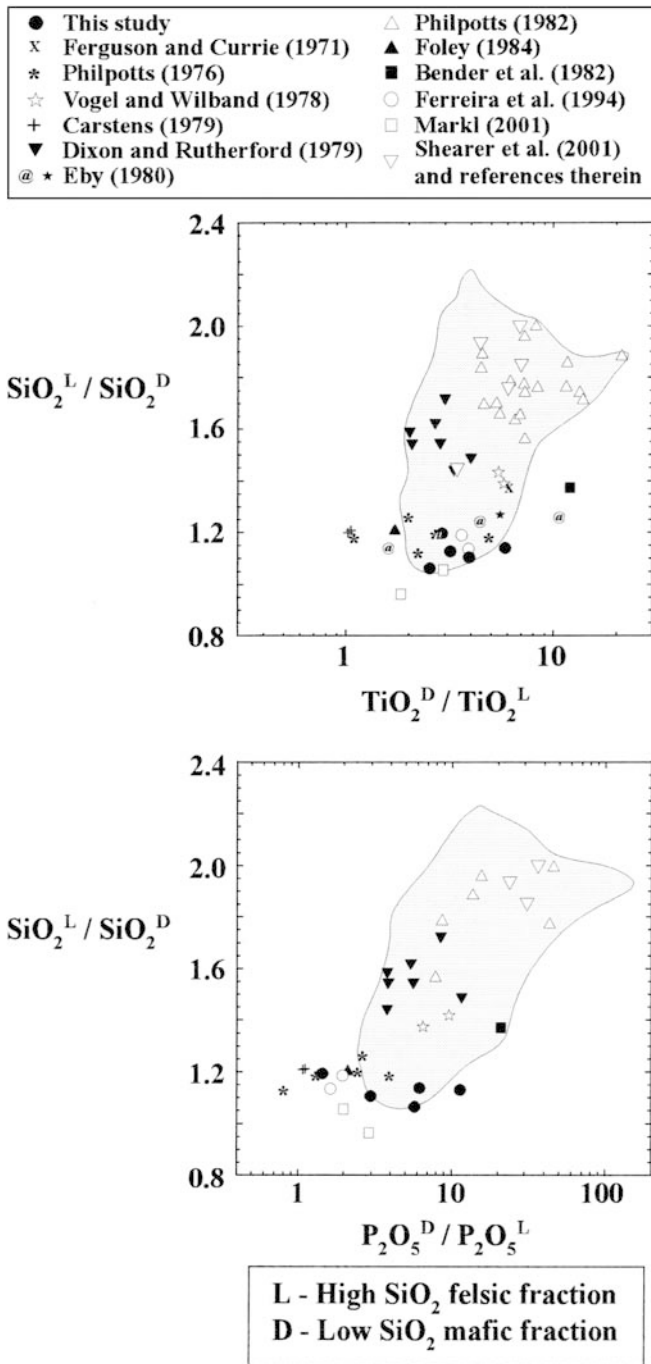 ● This study
x Ferguson and Currie (1971)
* Philpotts (1976)
☆ Vogel and Wilband (1978)
+ Carstens (1979)
▼ Dixon and Rutherford (1979)
@ ★ Eby (1980)
△ Philpotts (1982)
▲ Foley (1984)
■ Bender et al. (1982)
○ Ferreira et al. (1994)
□ Markl (2001)
▽ Shearer et al. (2001)
and references therein
2.4
2.0
SiO₂ᴸ / SiO₂ᴰ
1.6
1.2
0.8
1 10
TiO₂ᴰ / TiO₂ᴸ
2.4
2.0
SiO₂ᴸ / SiO₂ᴰ
1.6
1.2
0.8
1 10 100
P₂O₅ᴰ / P₂O₅ᴸ
L - High SiO₂ felsic fraction
D - Low SiO₂ mafic fraction